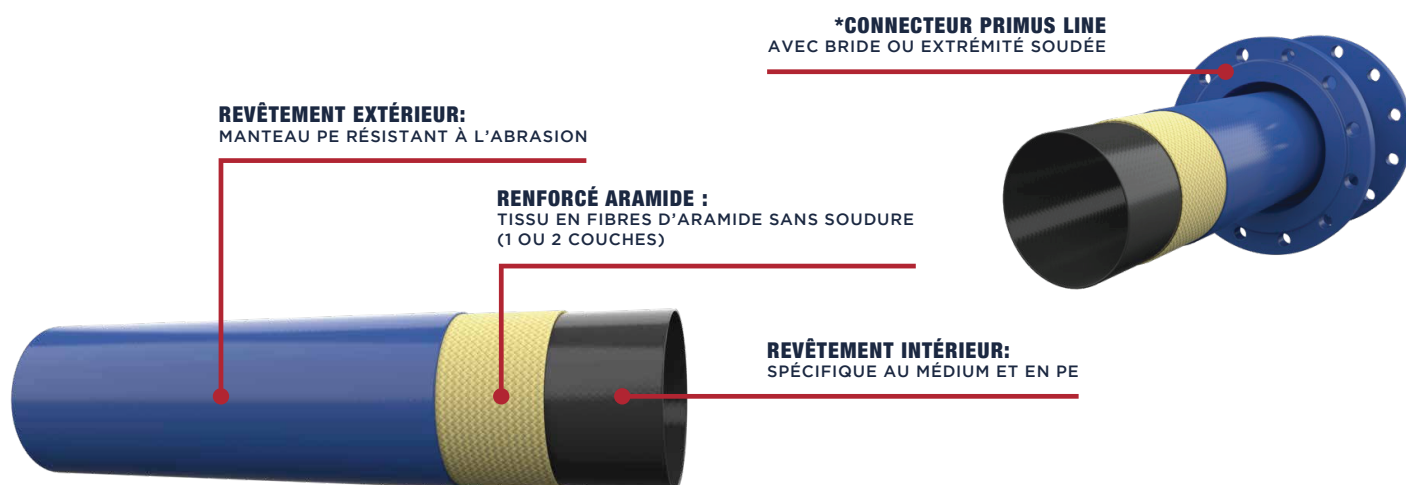 *CONNECTEUR PRIMUS LINE
AVEC BRIDE OU EXTRÉMITÉ SOUDÉE
REVÊTEMENT EXTÉRIEUR:
MANTEAU PE RÉSISTANT À L'ABRASION
RENFORCÉ ARAMIDE :
TISSU EN FIBRES D'ARAMIDE SANS SOUDURE
(1 OU 2 COUCHES)
REVÊTEMENT INTÉRIEUR:
SPÉCIFIQUE AU MÉDIUM ET EN PE